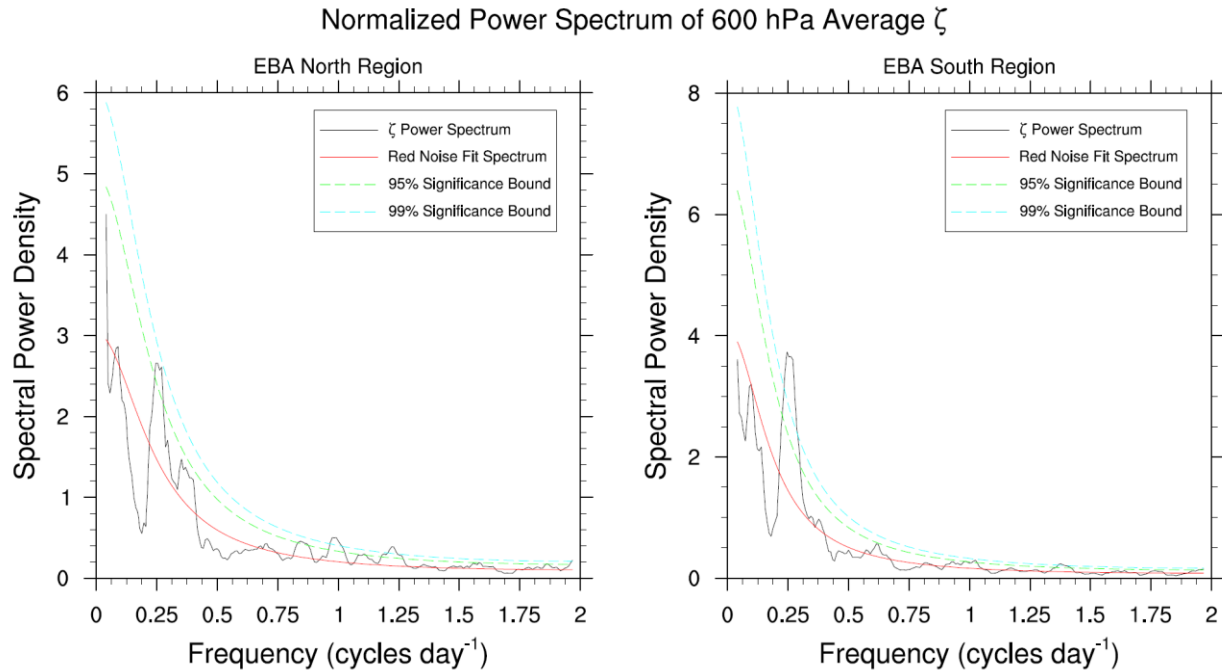 Normalized Power Spectrum of 600 hPa Average ζ
EBA North Region
6
5
4
3
2
1
0
0
0.25
0.5
0.75
1
1.25
1.5
1.75
2
Spectral Power Density
Frequency (cycles day⁻¹)
ζ Power Spectrum
Red Noise Fit Spectrum
95% Significance Bound
99% Significance Bound
EBA South Region
8
6
4
2
0
0
0.25
0.5
0.75
1
1.25
1.5
1.75
2
Spectral Power Density
Frequency (cycles day⁻¹)
ζ Power Spectrum
Red Noise Fit Spectrum
95% Significance Bound
99% Significance Bound